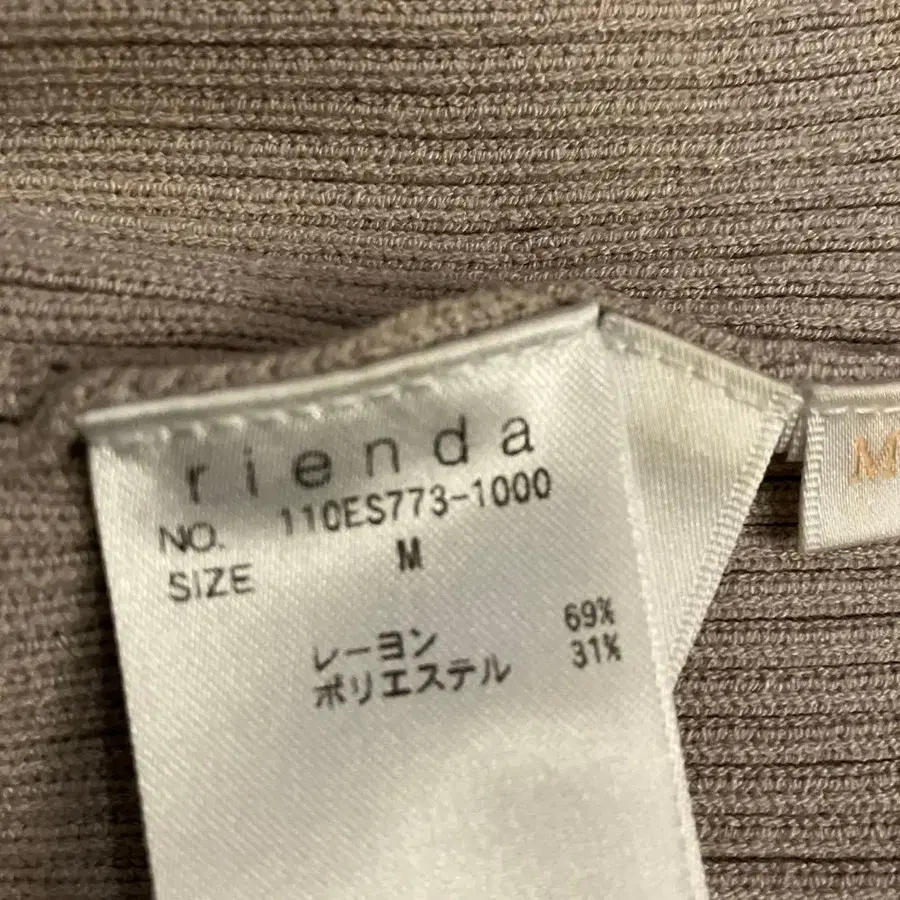 rienda
NO. 110ES773-1000
SIZE M
レーヨン 69%
ポリエステル 31%
M